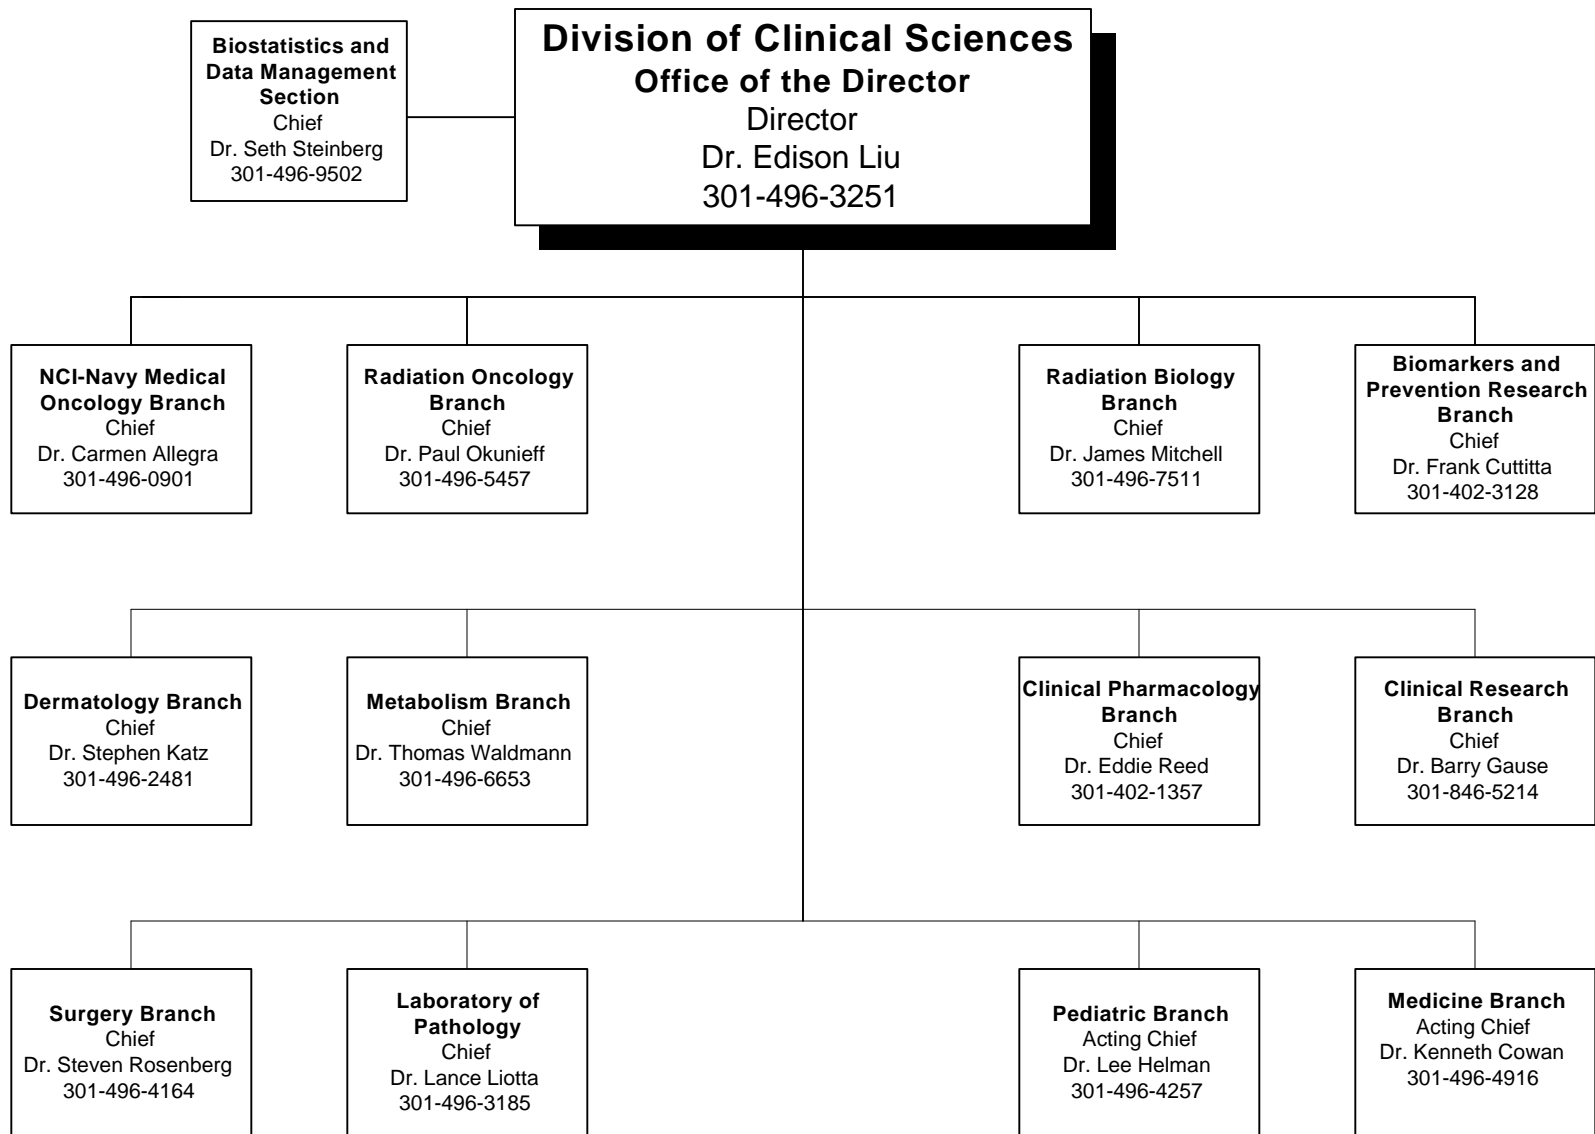 Biostatistics and
Data Management
Section
Chief
Dr. Seth Steinberg
301-496-9502
Division of Clinical Sciences
Office of the Director
Director
Dr. Edison Liu
301-496-3251
NCI-Navy Medical
Oncology Branch
Chief
Dr. Carmen Allegra
301-496-0901
Radiation Oncology
Branch
Chief
Dr. Paul Okunieff
301-496-5457
Radiation Biology
Branch
Chief
Dr. James Mitchell
301-496-7511
Biomarkers and
Prevention Research
Branch
Chief
Dr. Frank Cuttitta
301-402-3128
Dermatology Branch
Chief
Dr. Stephen Katz
301-496-2481
Metabolism Branch
Chief
Dr. Thomas Waldmann
301-496-6653
Clinical Pharmacology
Branch
Chief
Dr. Eddie Reed
301-402-1357
Clinical Research
Branch
Chief
Dr. Barry Gause
301-846-5214
Surgery Branch
Chief
Dr. Steven Rosenberg
301-496-4164
Laboratory of
Pathology
Chief
Dr. Lance Liotta
301-496-3185
Pediatric Branch
Acting Chief
Dr. Lee Helman
301-496-4257
Medicine Branch
Acting Chief
Dr. Kenneth Cowan
301-496-4916